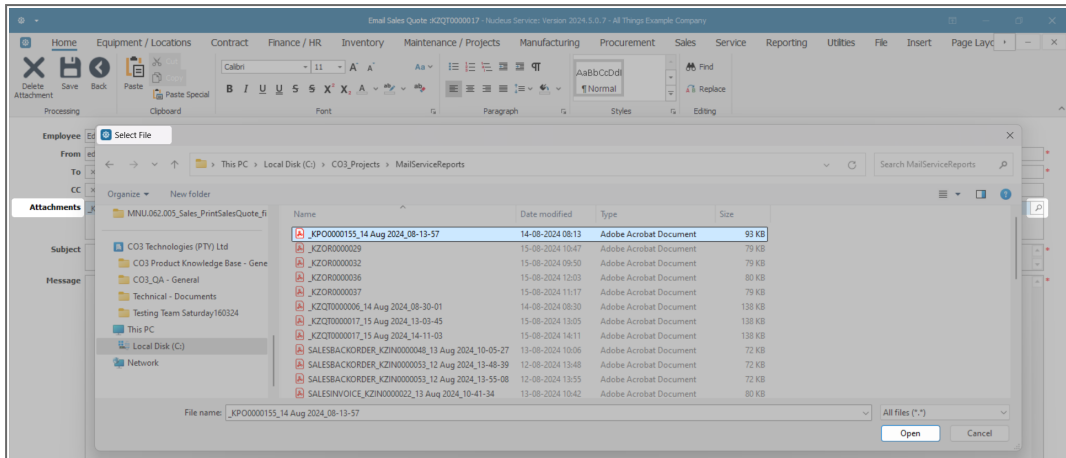 Email Sales Quote :KZQT0000017 - Nucleus Service: Version 2024.5.0.7 - All Things Example Company
Home Equipment / Locations Contract Finance / HR Inventory Maintenance / Projects Manufacturing Procurement Sales Service Reporting Utilities File Insert Page Layo
Delete Attachment Save Back Paste Cut Copy Paste Special
Calibri 11
AaBbCcDdI
¶ Normal
Find
Replace
Processing Clipboard Font Paragraph Styles Editing
Employee Ed
Select File
From ed
This PC > Local Disk (C:) > CO3_Projects > MailServiceReports
Search MailServiceReports
To
CC
Organize New folder
Attachments _K
MNU.062.005_Sales_PrintSalesQuote_fi
Name Date modified Type Size
_KPO0000155_14 Aug 2024_08-13-57 14-08-2024 08:13 Adobe Acrobat Document 93 KB
Subject
CO3 Technologies (PTY) Ltd
_KZOR0000029 15-08-2024 10:47 Adobe Acrobat Document 79 KB
CO3 Product Knowledge Base - Gene
_KZOR0000032 15-08-2024 09:50 Adobe Acrobat Document 79 KB
Message
CO3_QA - General
_KZOR0000036 15-08-2024 12:03 Adobe Acrobat Document 80 KB
Technical - Documents
_KZOR0000037 15-08-2024 11:17 Adobe Acrobat Document 79 KB
Testing Team Saturday160324
_KZQT0000006_14 Aug 2024_08-30-01 14-08-2024 08:30 Adobe Acrobat Document 138 KB
_KZQT0000017_15 Aug 2024_13-03-45 15-08-2024 13:05 Adobe Acrobat Document 138 KB
This PC
_KZQT0000017_15 Aug 2024_14-11-03 15-08-2024 14:11 Adobe Acrobat Document 138 KB
Local Disk (C:)
SALESBACKORDER_KZIN0000048_13 Aug 2024_10-05-27 13-08-2024 10:06 Adobe Acrobat Document 72 KB
Network
SALESBACKORDER_KZIN0000053_12 Aug 2024_13-48-39 12-08-2024 13:48 Adobe Acrobat Document 72 KB
SALESBACKORDER_KZIN0000053_12 Aug 2024_13-55-08 12-08-2024 13:55 Adobe Acrobat Document 72 KB
SALESINVOICE_KZIN0000022_13 Aug 2024_10-41-34 13-08-2024 10:42 Adobe Acrobat Document 80 KB
File name: _KPO0000155_14 Aug 2024_08-13-57
All files (*.*)
Open Cancel